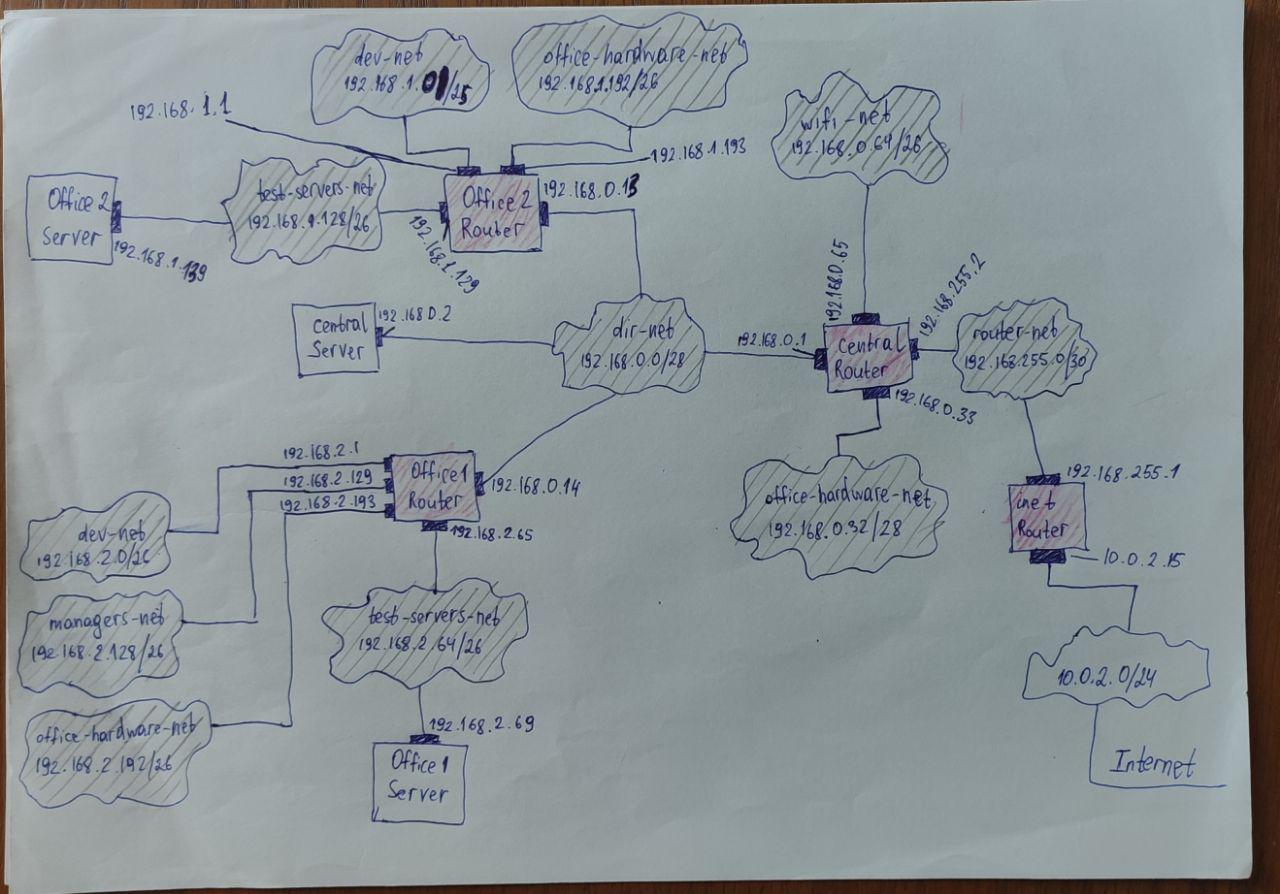 dev-net
192.168.1.0/25
office-hardware-net
192.168.1.192/26
192.168.1.1
wifi-net
192.168.0.64/26
192.168.1.193
test-servers-net
192.168.1.128/26
Office 2
Router
192.168.0.13
Office 2
Server
192.168.1.139
192.168.1.129
192.168.0.65
192.168.255.2
Central
Server
192.168 0.2
dir-net
192.168.0.0/28
192.168.0.1
Central
Router
router-net
192.168.255.0/30
192.168.0.33
192.168.2.1
192.168.2.129
192.168.2.193
Office 1
Router
192.168.0.14
192.168.2.65
office-hardware-net
192.168.0.32/28
192.168.255.1
inet
Router
10.0.2.15
dev-net
192.168.2.0/26
managers-net
192.168.2.128/26
test-servers-net
192.168.2.64/26
10.0.2.0/24
office-hardware-net
192.168.2.192/26
192.168.2.69
Office 1
Server
Internet